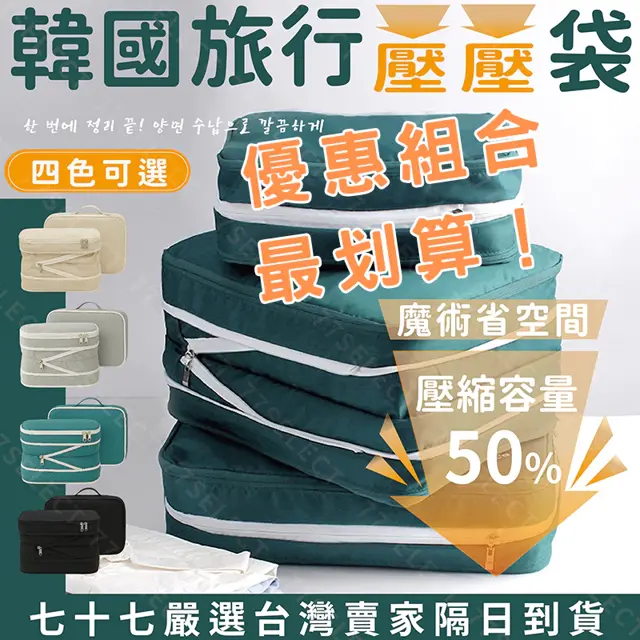 韓國旅行壓壓袋
한 번에 정리 끝! 양면 수납으로 깔끔하게
四色可選
優惠組合
最划算！
魔術省空間
壓縮容量
50%
七十七嚴選台灣賣家隔日到貨